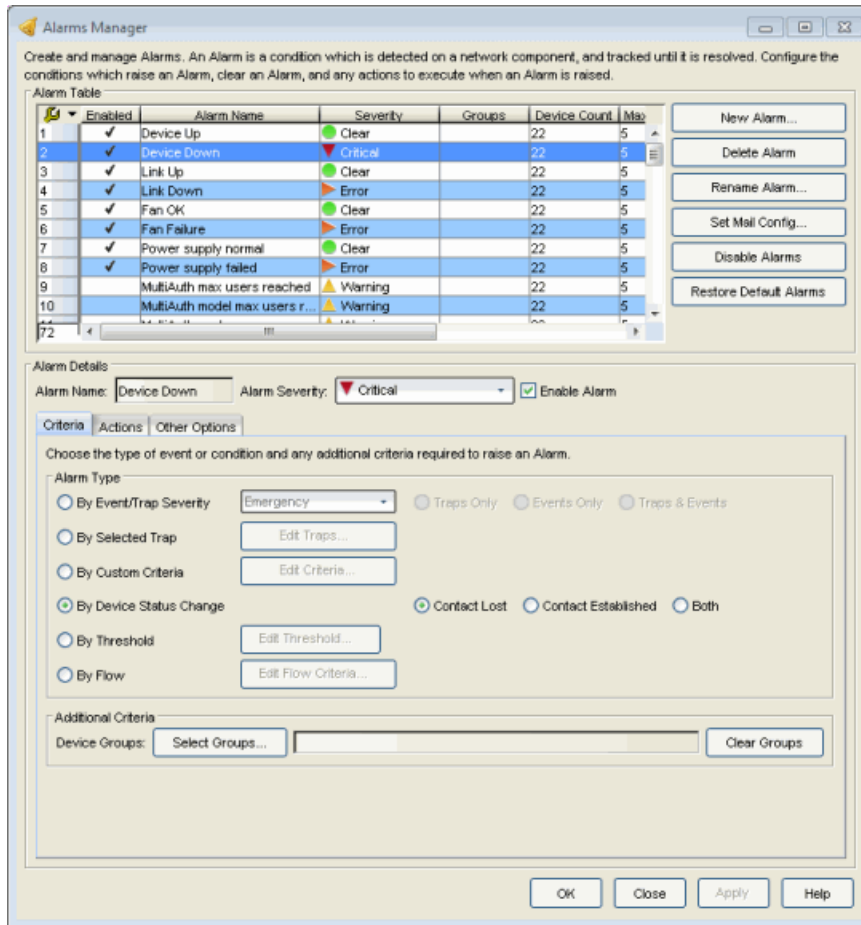 Alarms Manager
Create and manage Alarms. An Alarm is a condition which is detected on a network component, and tracked until it is resolved. Configure the
conditions which raise an Alarm, clear an Alarm, and any actions to execute when an Alarm is raised.
Alarm Table
Enabled Alarm Name Severity Groups Device Count Max
1 Device Up Clear 22 5
2 Device Down Critical 22 5
3 Link Up Clear 22 5
4 Link Down Error 22 5
5 Fan OK Clear 22 5
6 Fan Failure Error 22 5
7 Power supply normal Clear 22 5
8 Power supply failed Error 22 5
9 MultiAuth max users reached Warning 22 5
10 MultiAuth model max users r... Warning 22 5
72
New Alarm...
Delete Alarm
Rename Alarm...
Set Mail Config...
Disable Alarms
Restore Default Alarms
Alarm Details
Alarm Name: Device Down Alarm Severity: Critical Enable Alarm
Criteria Actions Other Options
Choose the type of event or condition and any additional criteria required to raise an Alarm.
Alarm Type
By Event/Trap Severity Emergency Traps Only Events Only Traps & Events
By Selected Trap Edit Traps...
By Custom Criteria Edit Criteria...
By Device Status Change Contact Lost Contact Established Both
By Threshold Edit Threshold...
By Flow Edit Flow Criteria...
Additional Criteria
Device Groups: Select Groups... Clear Groups
OK Close Apply Help